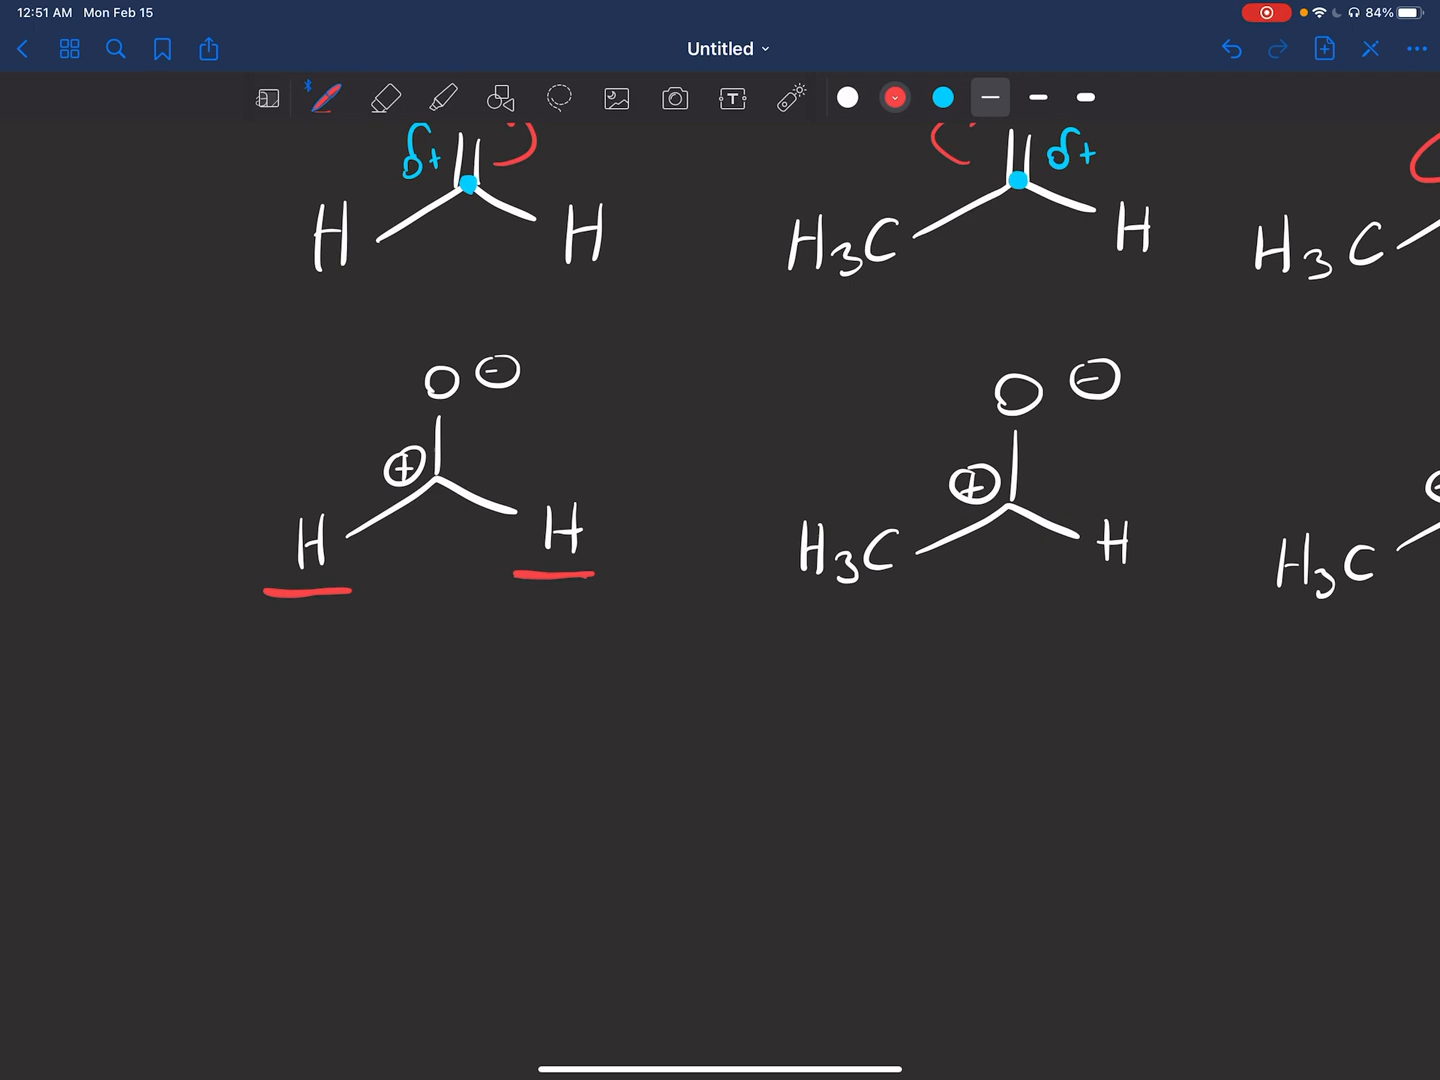 12:51 AM Mon Feb 15
84%
Untitled
T
δ+ δ+
H H H₃C H H₃C
O ⊖ O ⊖
⊕ ⊕
H H H₃C H H₃C